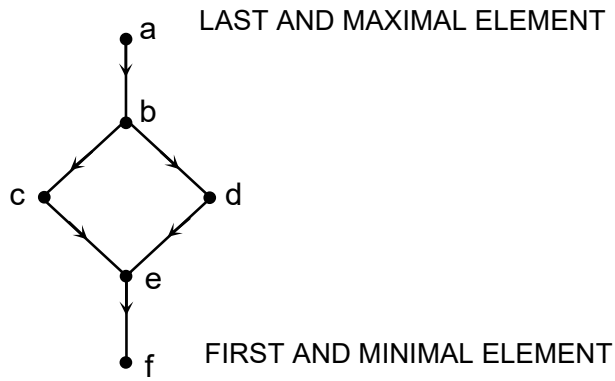 a LAST AND MAXIMAL ELEMENT
b
c d
e
f FIRST AND MINIMAL ELEMENT